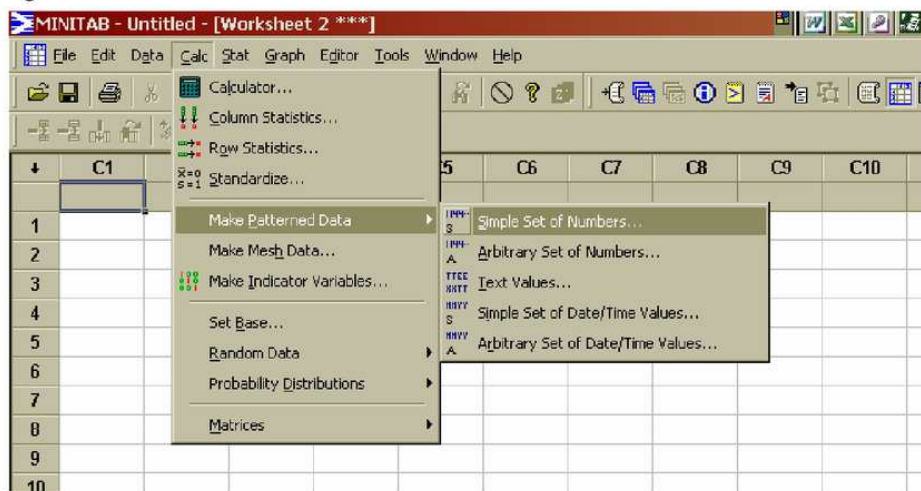 MINITAB - Untitled - [Worksheet 2 ***]
File Edit Data Calc Stat Graph Editor Tools Window Help
Calculator...
Column Statistics...
Row Statistics...
Standardize...
↓ C1 C5 C6 C7 C8 C9 C10
Make Patterned Data
Simple Set of Numbers...
1
Make Mesh Data...
Arbitrary Set of Numbers...
2
Make Indicator Variables...
Text Values...
3
Set Base...
Simple Set of Date/Time Values...
4
Random Data
Arbitrary Set of Date/Time Values...
5
Probability Distributions
6
7
Matrices
8
9
10